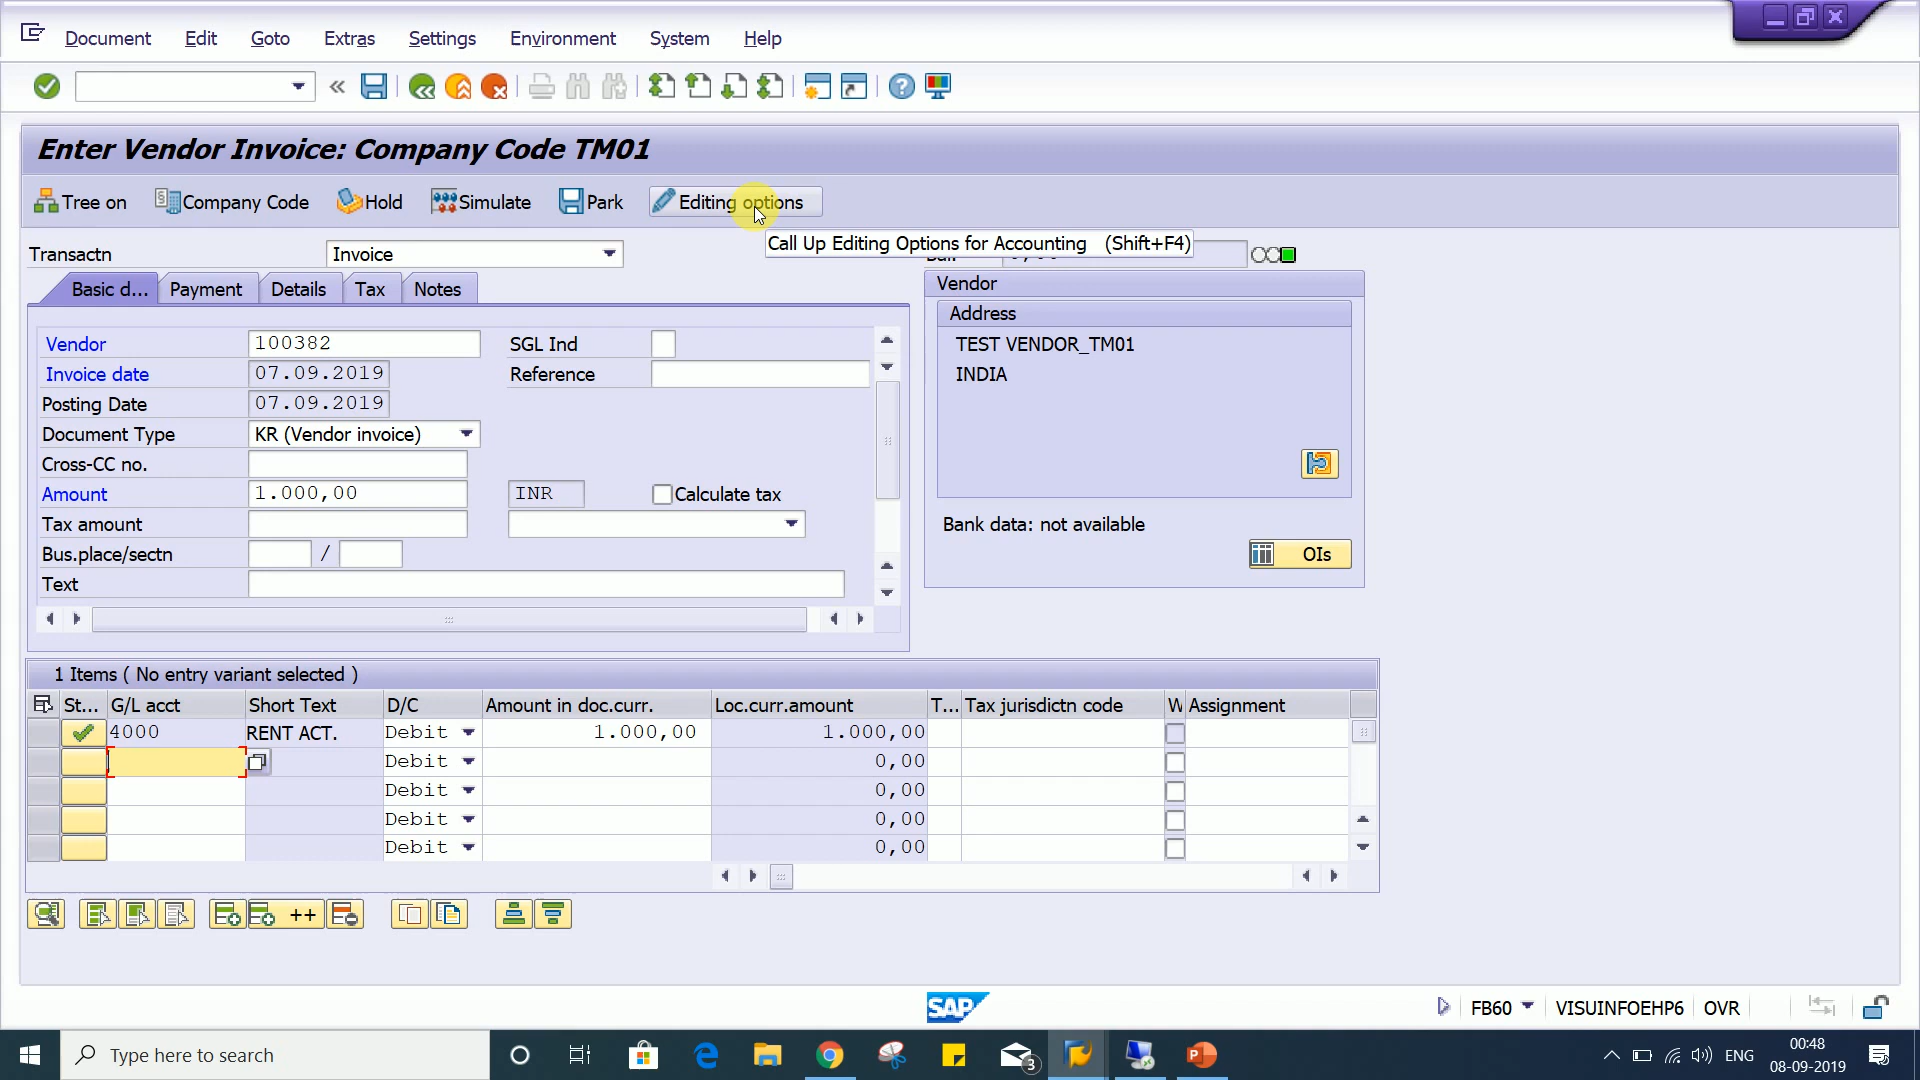 Document Edit Goto Extras Settings Environment System Help
Enter Vendor Invoice: Company Code TM01
Tree on Company Code Hold Simulate Park Editing options
Call Up Editing Options for Accounting (Shift+F4)
Transactn Invoice
Basic d... Payment Details Tax Notes
Vendor 100382 SGL Ind
Invoice date 07.09.2019 Reference
Posting Date 07.09.2019
Document Type KR (Vendor invoice)
Cross-CC no.
Amount 1.000,00 INR Calculate tax
Tax amount
Bus.place/sectn /
Text
Vendor
Address
TEST VENDOR_TM01
INDIA
Bank data: not available
OIs
1 Items ( No entry variant selected )
St... G/L acct Short Text D/C Amount in doc.curr. Loc.curr.amount T... Tax jurisdictn code W Assignment
4000 RENT ACT. Debit 1.000,00 1.000,00
Debit 0,00
Debit 0,00
Debit 0,00
Debit 0,00
++
SAP FB60 VISUINFOEHP6 OVR
Type here to search 3 ENG 00:48
08-09-2019